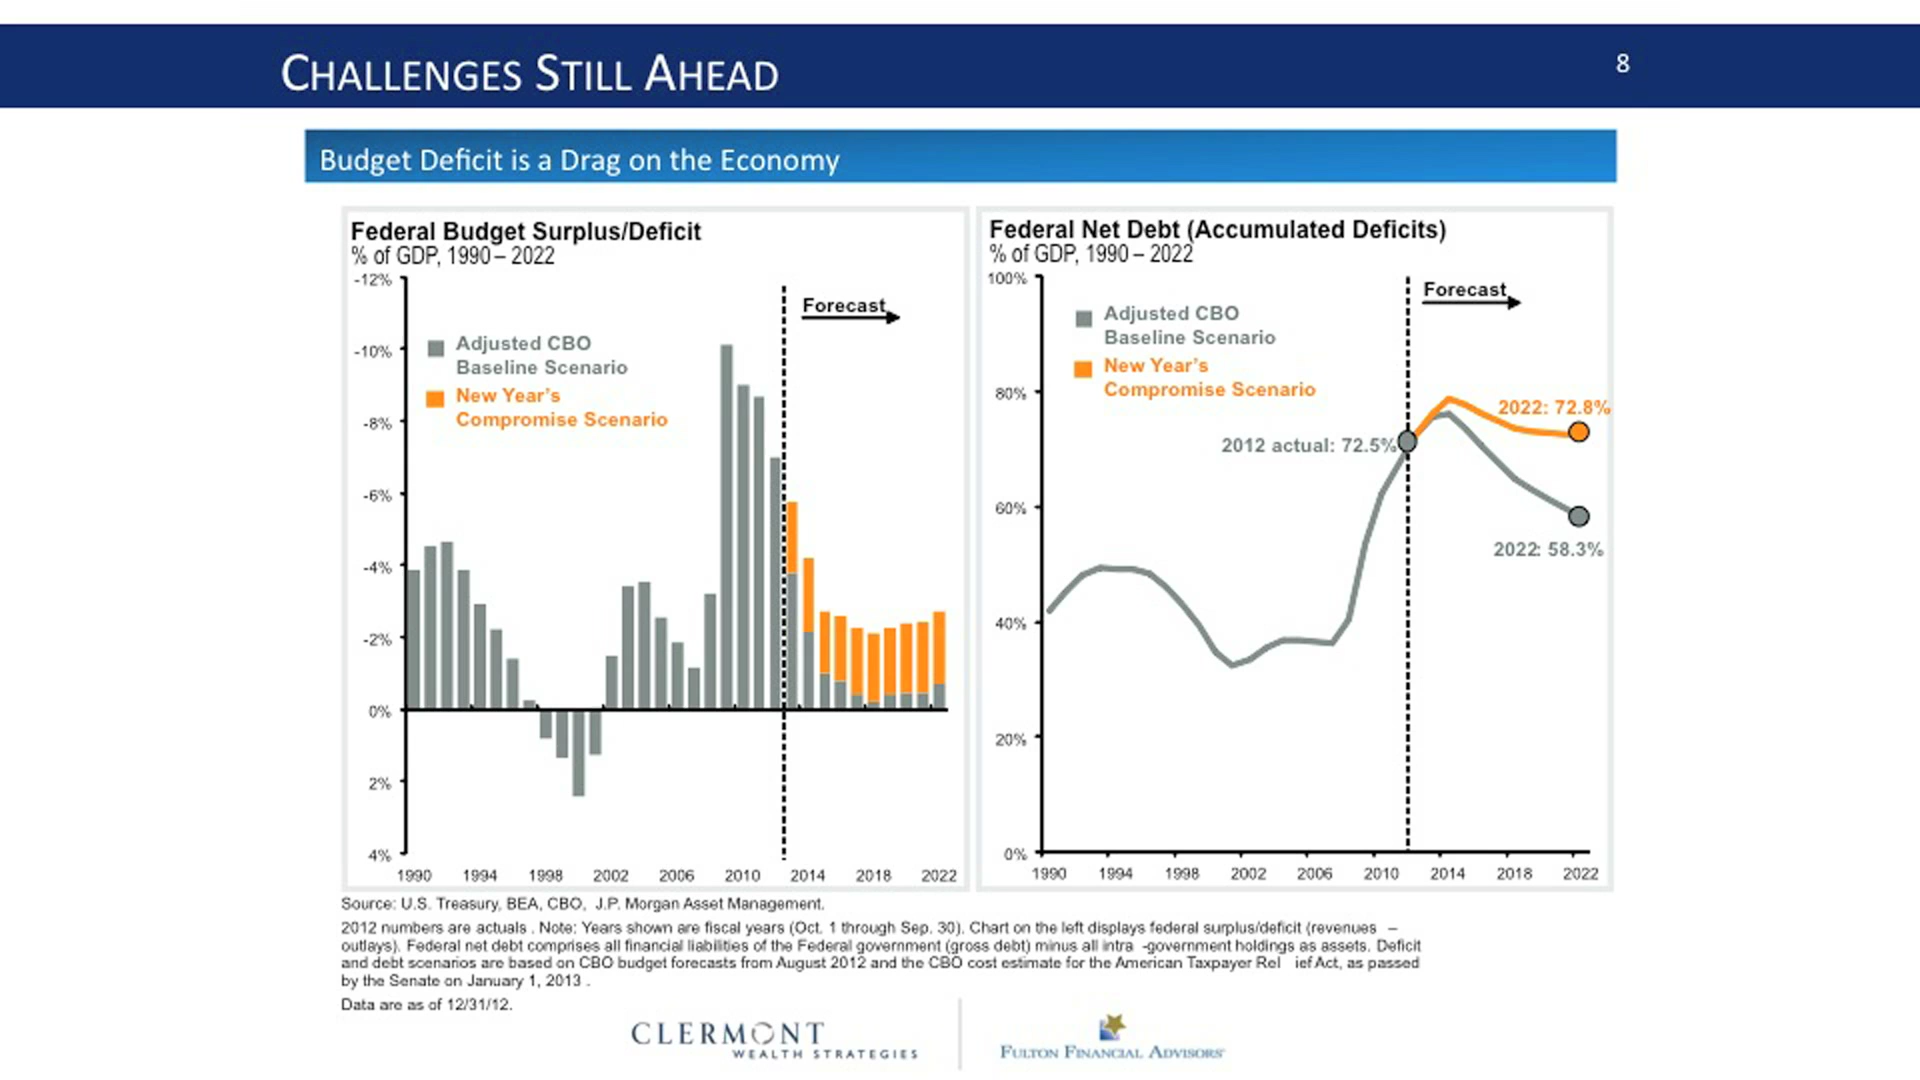 CHALLENGES STILL AHEAD
8
Budget Deficit is a Drag on the Economy
Federal Budget Surplus/Deficit
% of GDP, 1990 – 2022
-12%
-10%
-8%
-6%
-4%
-2%
0%
2%
4%
Forecast
Adjusted CBO
Baseline Scenario
New Year's
Compromise Scenario
1990 1994 1998 2002 2006 2010 2014 2018 2022
Federal Net Debt (Accumulated Deficits)
% of GDP, 1990 – 2022
100%
80%
60%
40%
20%
0%
Forecast
Adjusted CBO
Baseline Scenario
New Year's
Compromise Scenario
2022: 72.8%
2012 actual: 72.5%
2022: 58.3%
1990 1994 1998 2002 2006 2010 2014 2018 2022
Source: U.S. Treasury, BEA, CBO, J.P. Morgan Asset Management.
2012 numbers are actuals . Note: Years shown are fiscal years (Oct. 1 through Sep. 30). Chart on the left displays federal surplus/deficit (revenues –
outlays). Federal net debt comprises all financial liabilities of the Federal government (gross debt) minus all intra -government holdings as assets. Deficit
and debt scenarios are based on CBO budget forecasts from August 2012 and the CBO cost estimate for the American Taxpayer Rel ief Act, as passed
by the Senate on January 1, 2013 .
Data are as of 12/31/12.
CLERMONT
WEALTH STRATEGIES
FULTON FINANCIAL ADVISORS